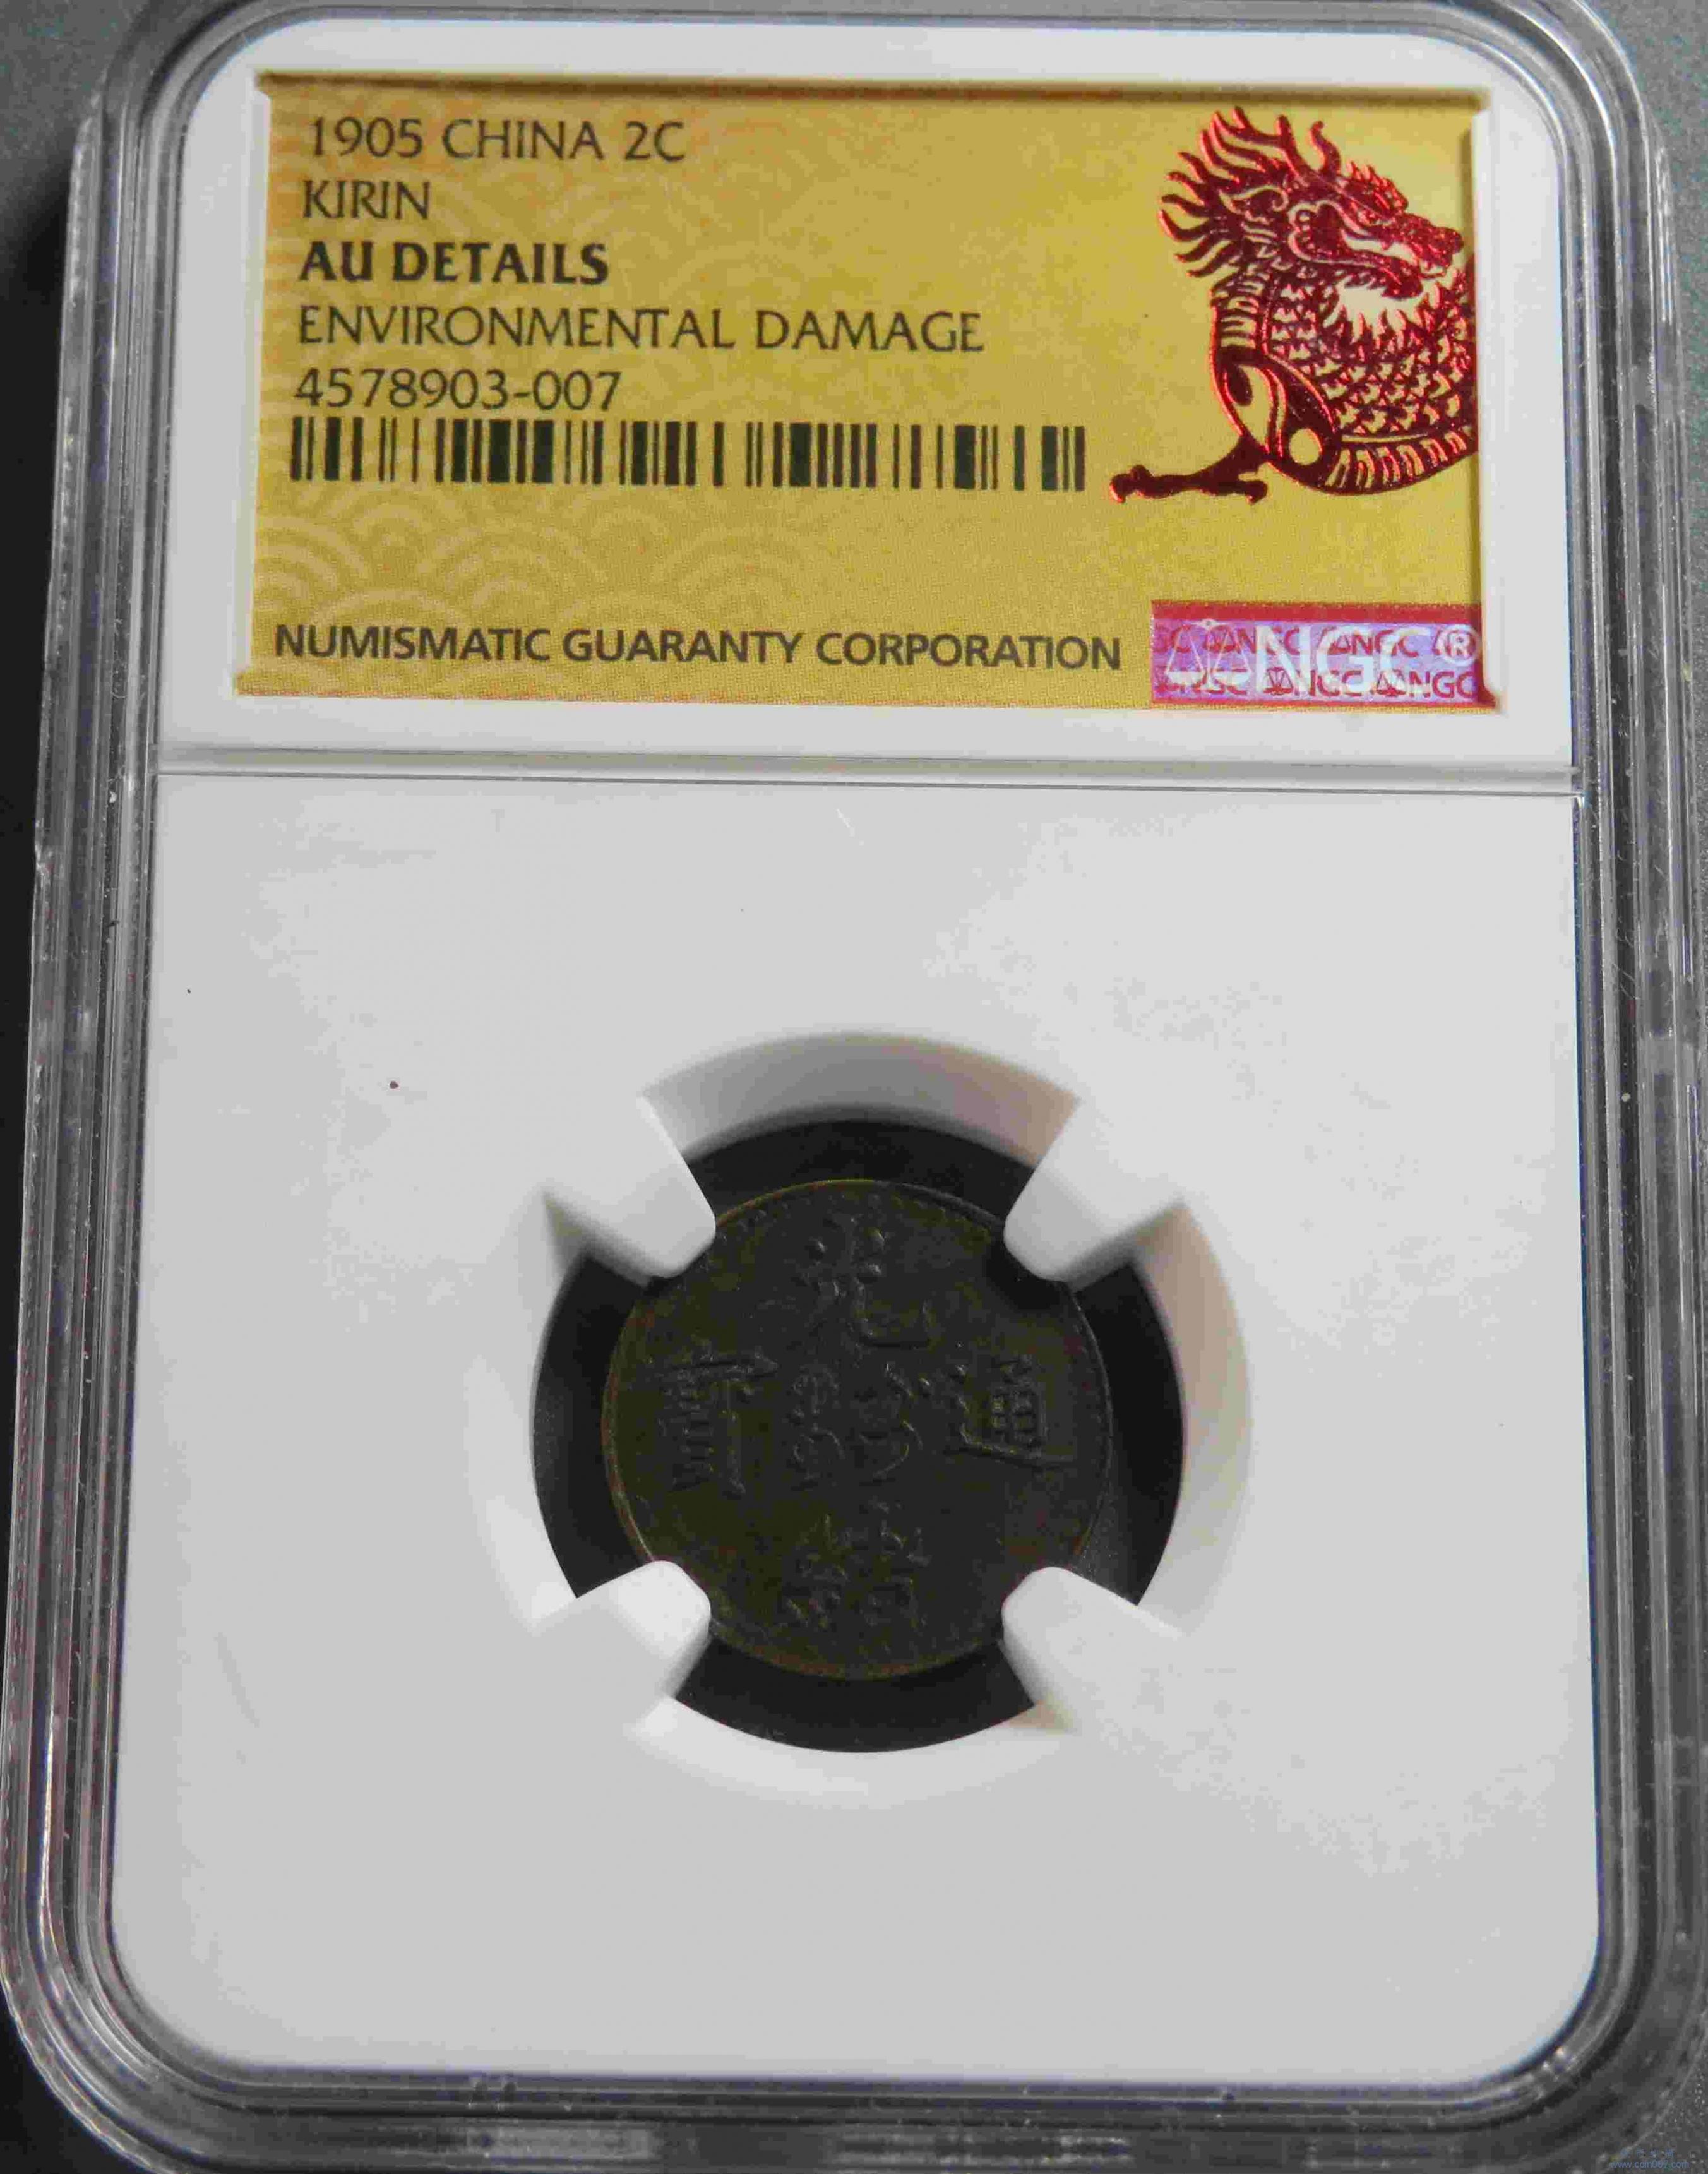 1905 CHINA 2C
KIRIN
AU DETAILS
ENVIRONMENTAL DAMAGE
4578903-007
NUMISMATIC GUARANTY CORPORATION
NGC®
光
寶 通
緒